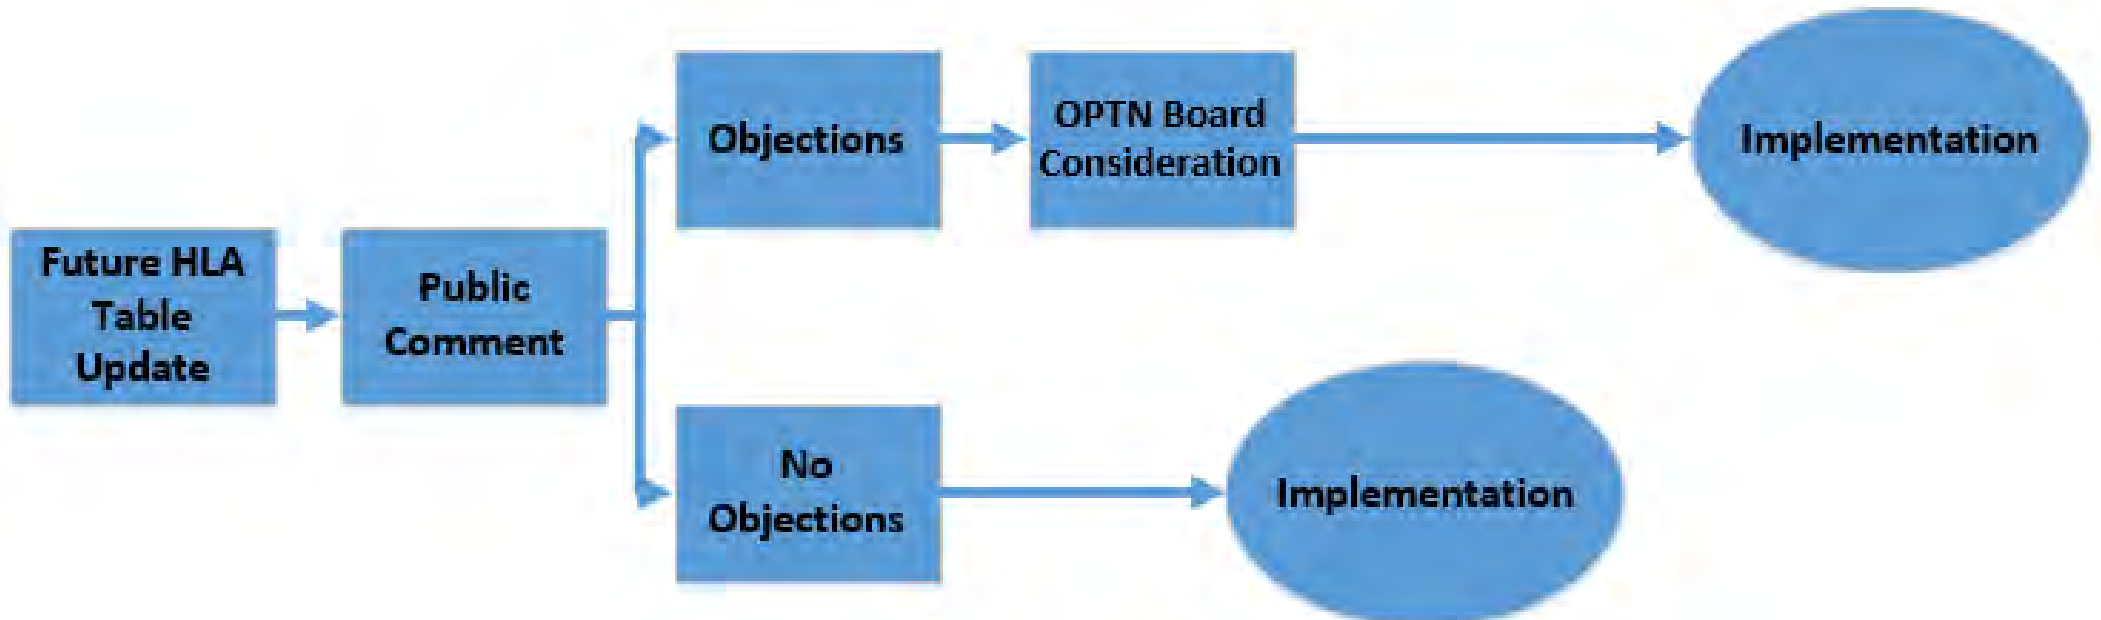 Future HLA
Table
Update
Public
Comment
Objections
OPTN Board
Consideration
Implementation
No
Objections
Implementation